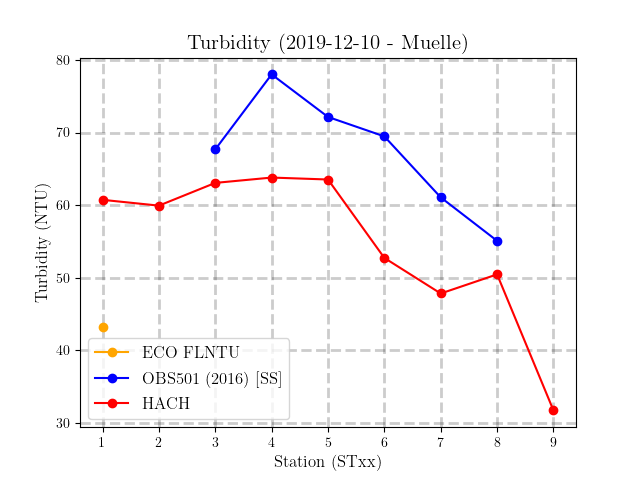 Turbidity (2019-12-10 - Muelle)
80
70
60
50
40
30
Turbidity (NTU)
ECO FLNTU
OBS501 (2016) [SS]
HACH
1 2 3 4 5 6 7 8 9
Station (STxx)